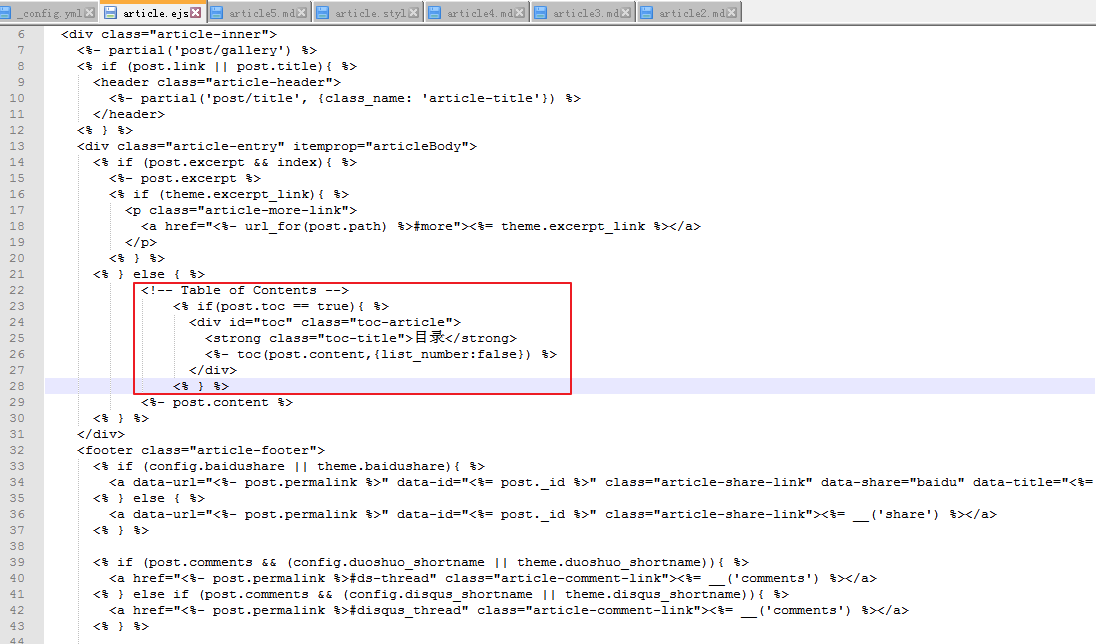 _config.yml article.ejs article5.md article.styl article4.md article3.md article2.md
6 <div class="article-inner">
7 <%- partial('post/gallery') %>
8 <% if (post.link || post.title){ %>
9 <header class="article-header">
10 <%- partial('post/title', {class_name: 'article-title'}) %>
11 </header>
12 <% } %>
13 <div class="article-entry" itemprop="articleBody">
14 <% if (post.excerpt && index){ %>
15 <%- post.excerpt %>
16 <% if (theme.excerpt_link){ %>
17 <p class="article-more-link">
18 <a href="<%- url_for(post.path) %>#more"><%= theme.excerpt_link %></a>
19 </p>
20 <% } %>
21 <% } else { %>
22 <!-- Table of Contents -->
23 <% if(post.toc == true){ %>
24 <div id="toc" class="toc-article">
25 <strong class="toc-title">目录</strong>
26 <%- toc(post.content,{list_number:false}) %>
27 </div>
28 <% } %>
29 <%- post.content %>
30 <% } %>
31 </div>
32 <footer class="article-footer">
33 <% if (config.baidushare || theme.baidushare){ %>
34 <a data-url="<%- post.permalink %>" data-id="<%= post._id %>" class="article-share-link" data-share="baidu" data-title="<%=
35 <% } else { %>
36 <a data-url="<%- post.permalink %>" data-id="<%= post._id %>" class="article-share-link"><%= __('share') %></a>
37 <% } %>
38
39 <% if (post.comments && (config.duoshuo_shortname || theme.duoshuo_shortname)){ %>
40 <a href="<%- post.permalink %>#ds-thread" class="article-comment-link"><%= __('comments') %></a>
41 <% } else if (post.comments && (config.disqus_shortname || theme.disqus_shortname)){ %>
42 <a href="<%- post.permalink %>#disqus_thread" class="article-comment-link"><%= __('comments') %></a>
43 <% } %>
44